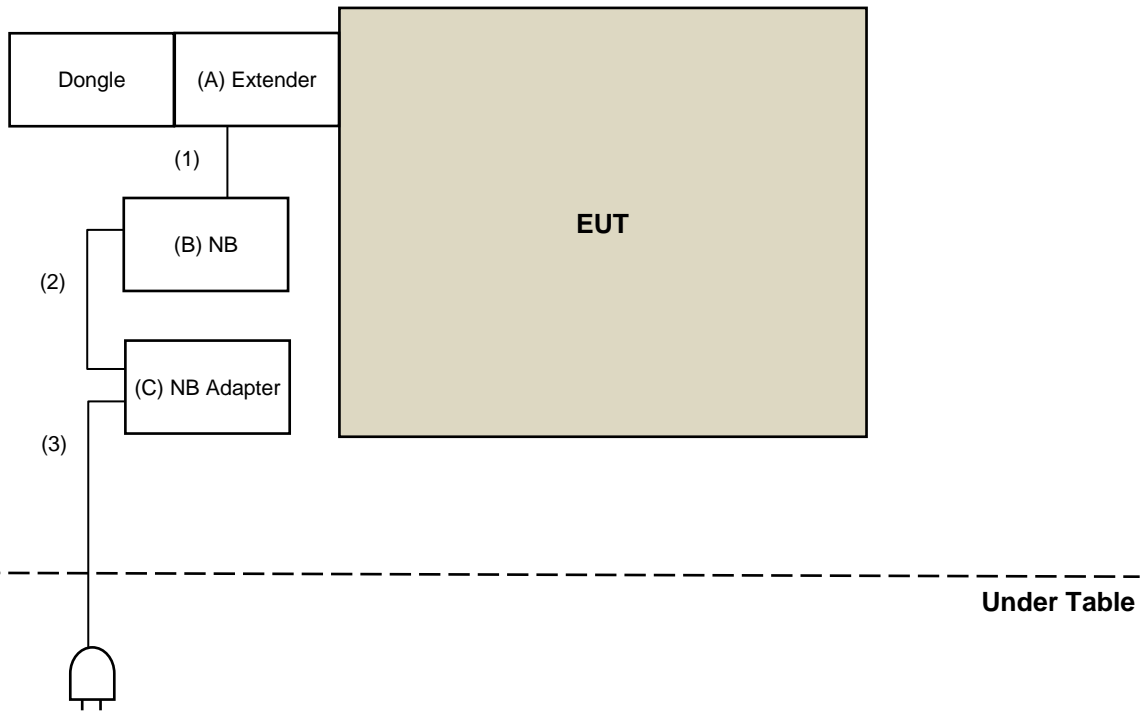 Dongle
(A) Extender
(1)
EUT
(B) NB
(2)
(C) NB Adapter
(3)
Under Table